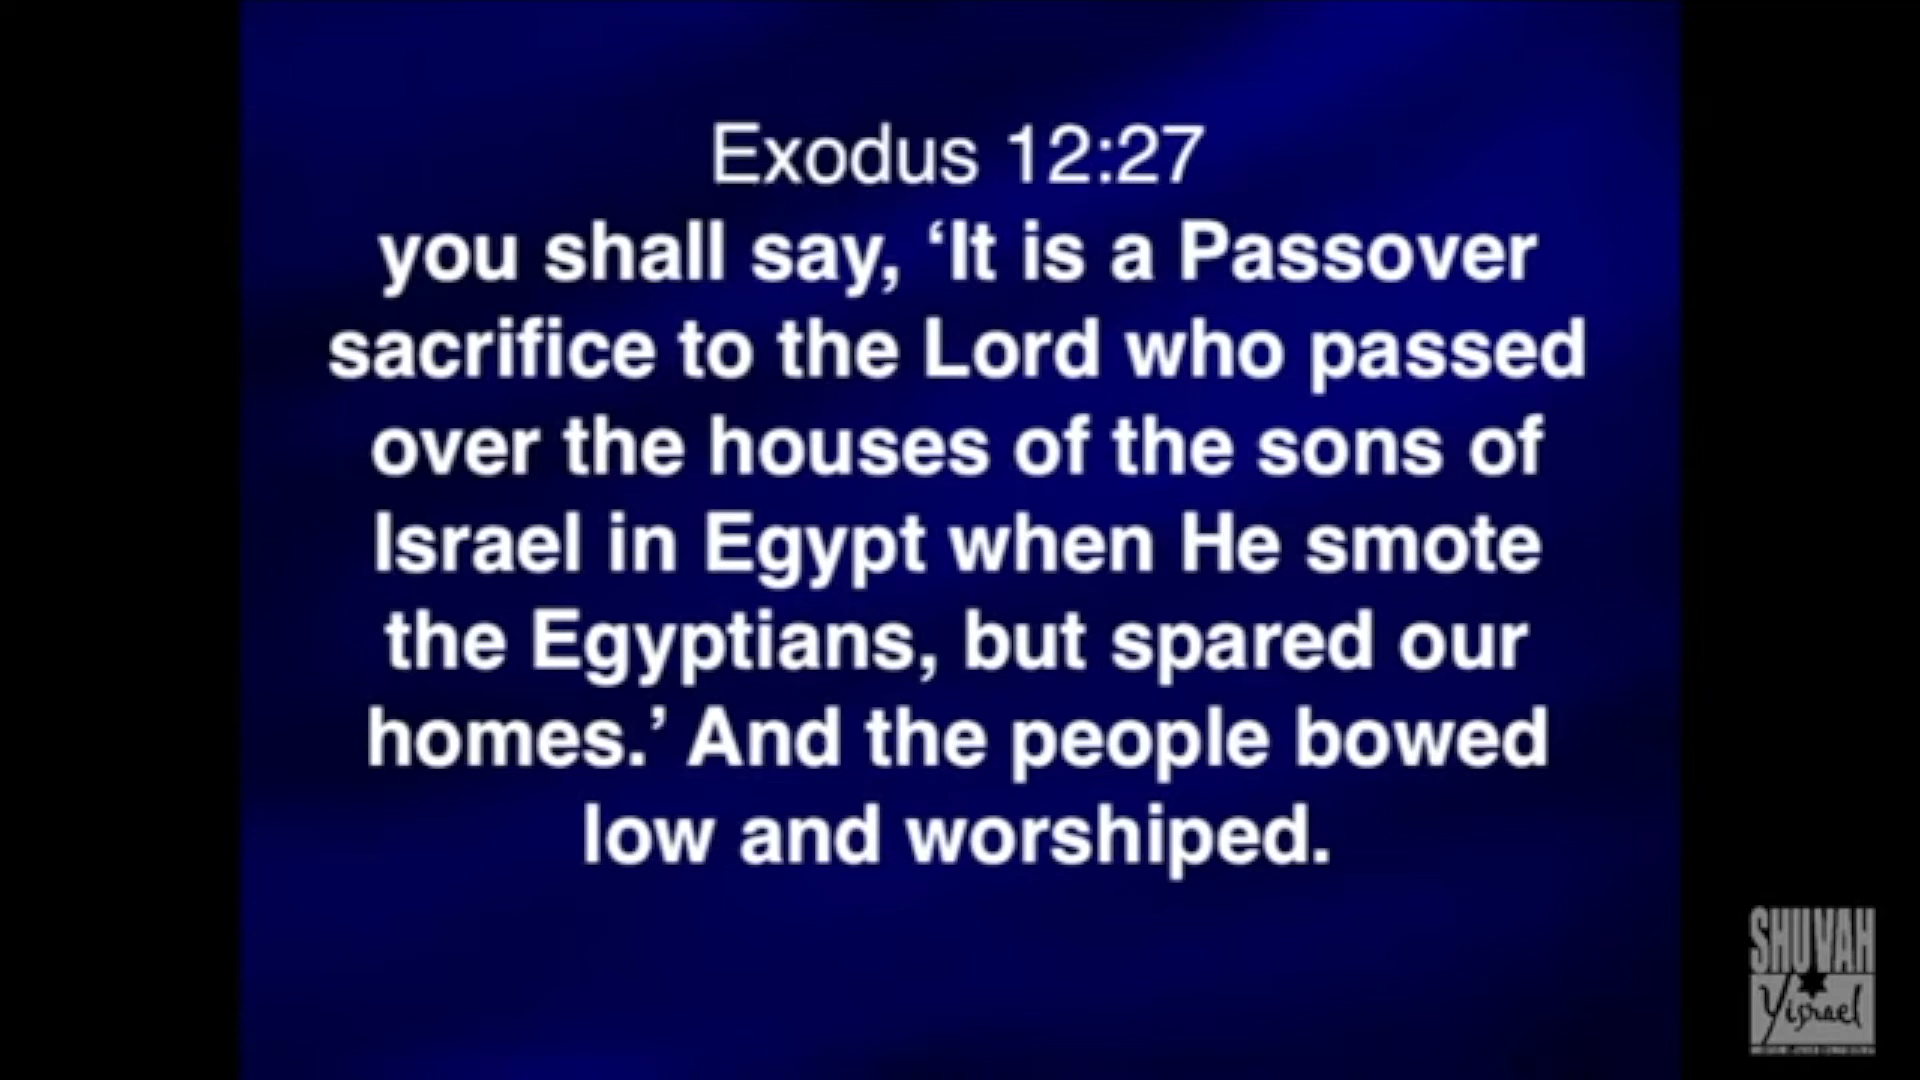 Exodus 12:27
you shall say, ‘It is a Passover
sacrifice to the Lord who passed
over the houses of the sons of
Israel in Egypt when He smote
the Egyptians, but spared our
homes.’ And the people bowed
low and worshiped.
SHUVAH
Yisrael